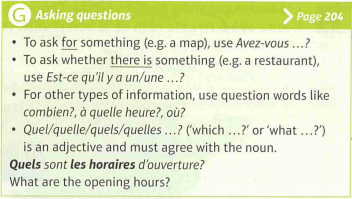 G Asking questions > Page 204
• To ask for something (e.g. a map), use Avez-vous …?
• To ask whether there is something (e.g. a restaurant),
use Est-ce qu'il y a un/une …?
• For other types of information, use question words like
combien?, à quelle heure?, où?
• Quel/quelle/quels/quelles …? ('which …?' or 'what …?')
is an adjective and must agree with the noun.
Quels sont les horaires d'ouverture?
What are the opening hours?